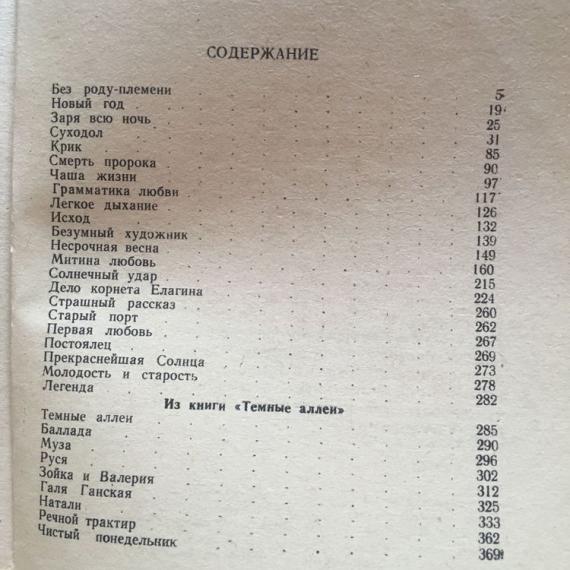 СОДЕРЖАНИЕ
Без роду-племени 5
Новый год 19
Заря всю ночь 25
Суходол 31
Крик 85
Смерть пророка 90
Чаша жизни 97
Грамматика любви 117
Легкое дыхание 126
Исход 132
Безумный художник 139
Несрочная весна 149
Митина любовь 160
Солнечный удар 215
Дело корнета Елагина 224
Страшный рассказ 260
Старый порт 262
Первая любовь 267
Постоялец 269
Прекраснейшая Солнца 273
Молодость и старость 278
Легенда 282
Из книги «Темные аллеи»
Темные аллеи 285
Баллада 290
Муза 296
Руся 302
Зойка и Валерия 312
Галя Ганская 325
Натали 333
Речной трактир 362
Чистый понедельник 369